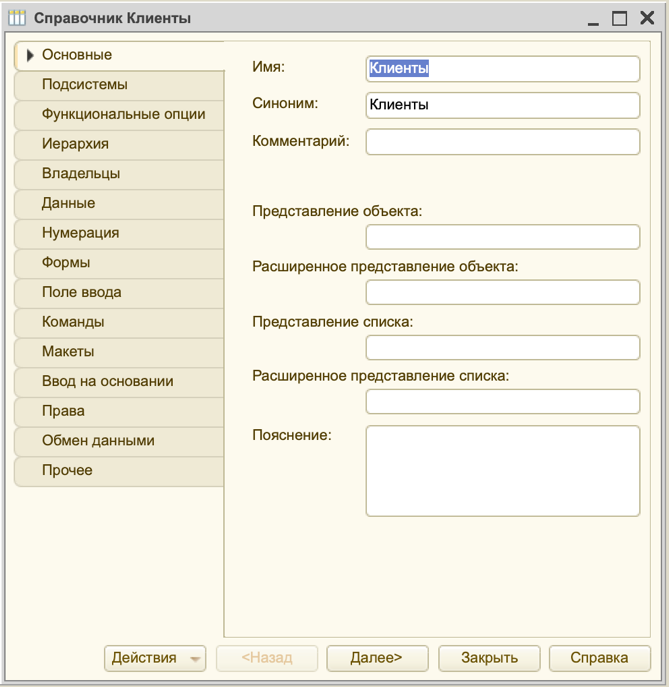 Справочник Клиенты
Основные
Подсистемы
Функциональные опции
Иерархия
Владельцы
Данные
Нумерация
Формы
Поле ввода
Команды
Макеты
Ввод на основании
Права
Обмен данными
Прочее
Имя: Клиенты
Синоним: Клиенты
Комментарий:
Представление объекта:
Расширенное представление объекта:
Представление списка:
Расширенное представление списка:
Пояснение:
Действия <Назад Далее> Закрыть Справка